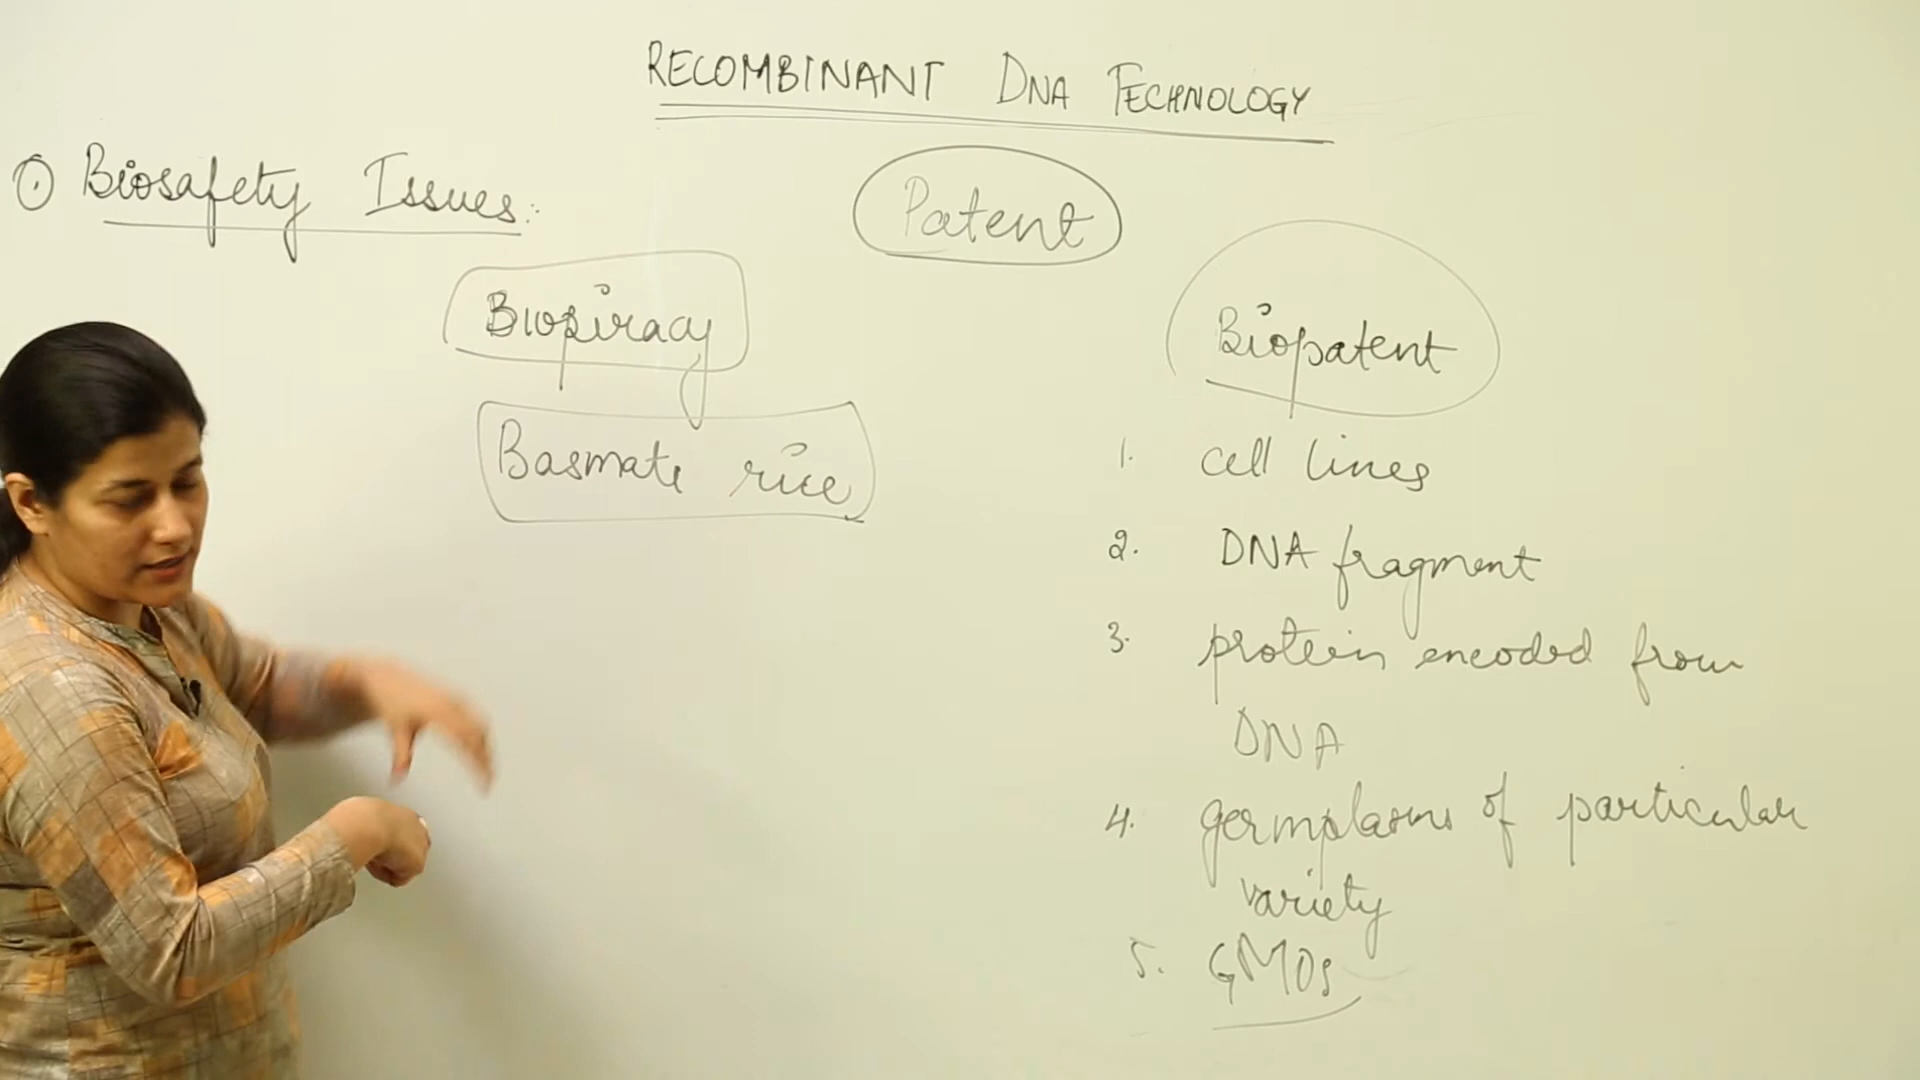 RECOMBINANT DNA TECHNOLOGY
① Biosafety Issues:
Patent
Biopiracy
Basmate rice
Biopatent
1. cell lines
2. DNA fragment
3. protein encoded from
DNA
4. germplasms of particular
variety
5. GMOs